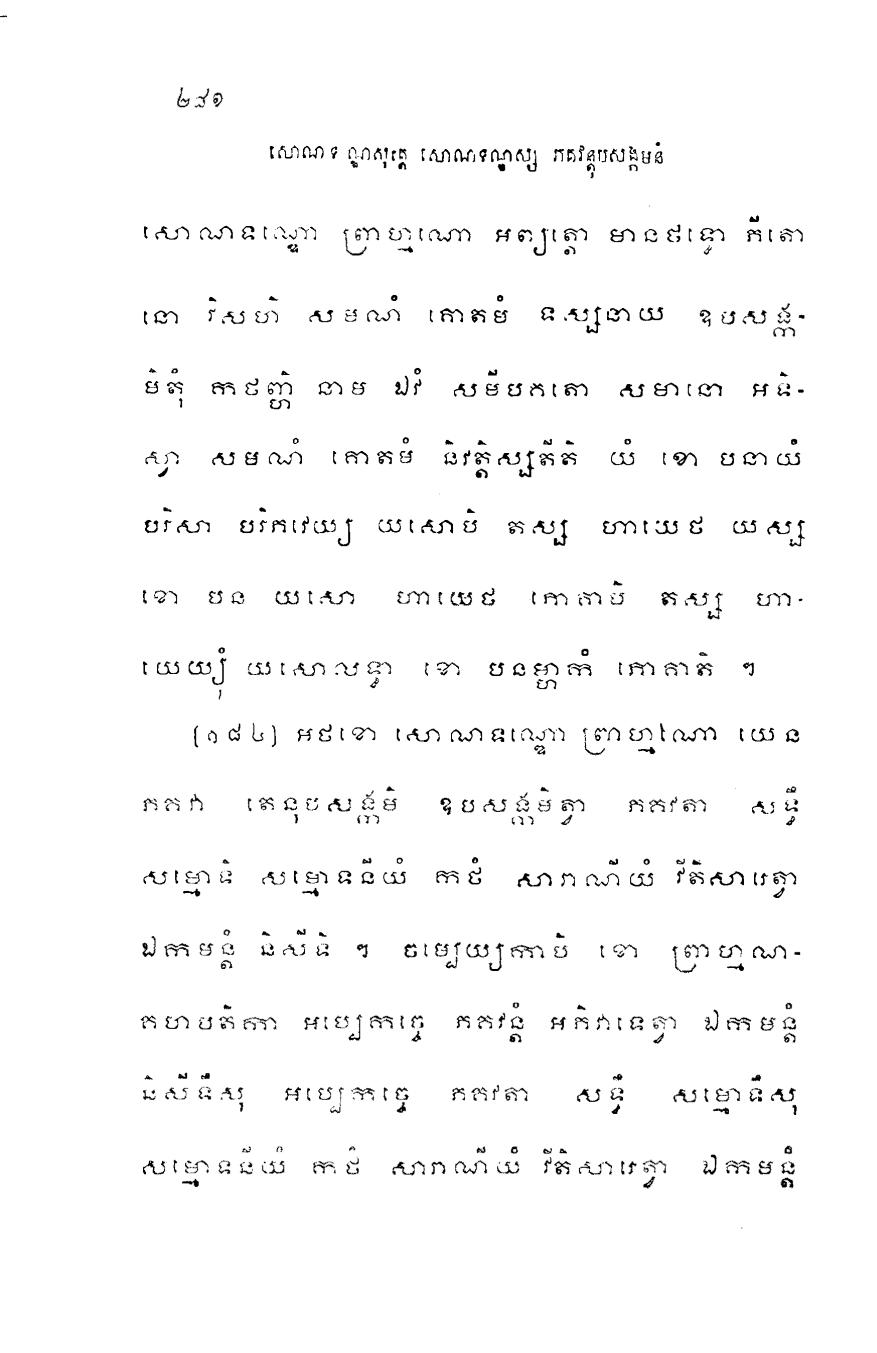 ២៨១
សោណទណ្ឌសុត្តេ សោណទណ្ឌស្ស ភគវន្តុបសង្កមនំ
សោណទណ្ឌោ ព្រាហ្មណោ អព្យត្តោ មានថទ្ធោ ភីតោ
នោ វិសហិ សមណំ គោតមំ ទស្សនាយ ឧបសង្ក-
មិតុំ កថញ្ហិ នាម ឯវំ សមីបគតោ សមានោ អទិ-
ស្វា សមណំ គោតមំ និវត្តិស្សតីតិ យំ ខោ បនាយំ
បរិសា បរិភវេយ្យ យសោបិ តស្ស ហាយេថ យស្ស
ខោ បន យសោ ហាយេថ ភោគាបិ តស្ស ហា-
យេយ្យុំ យសោលទ្ធា ខោ បនម្ហាកំ ភោគាតិ ។
(១៨៤) អថខោ សោណទណ្ឌោ ព្រាហ្មណោ យេន
ភគវា តេនុបសង្កមិ ឧបសង្កមិត្វា ភគវតា សទ្ធឹ
សម្មោទិ សម្មោទនីយំ កថំ សារាណីយំ វីតិសារេត្វា
ឯកមន្តំ និសីទិ ។ ចម្បេយ្យកាបិ ខោ ព្រាហ្មណ-
គហបតិកា អប្បេកច្ចេ ភគវន្តំ អភិវាទេត្វា ឯកមន្តំ
និសីទឹសុ អប្បេកច្ចេ ភគវតា សទ្ធឹ សម្មោទឹសុ
សម្មោទនីយំ កថំ សារាណីយំ វីតិសារេត្វា ឯកមន្តំ